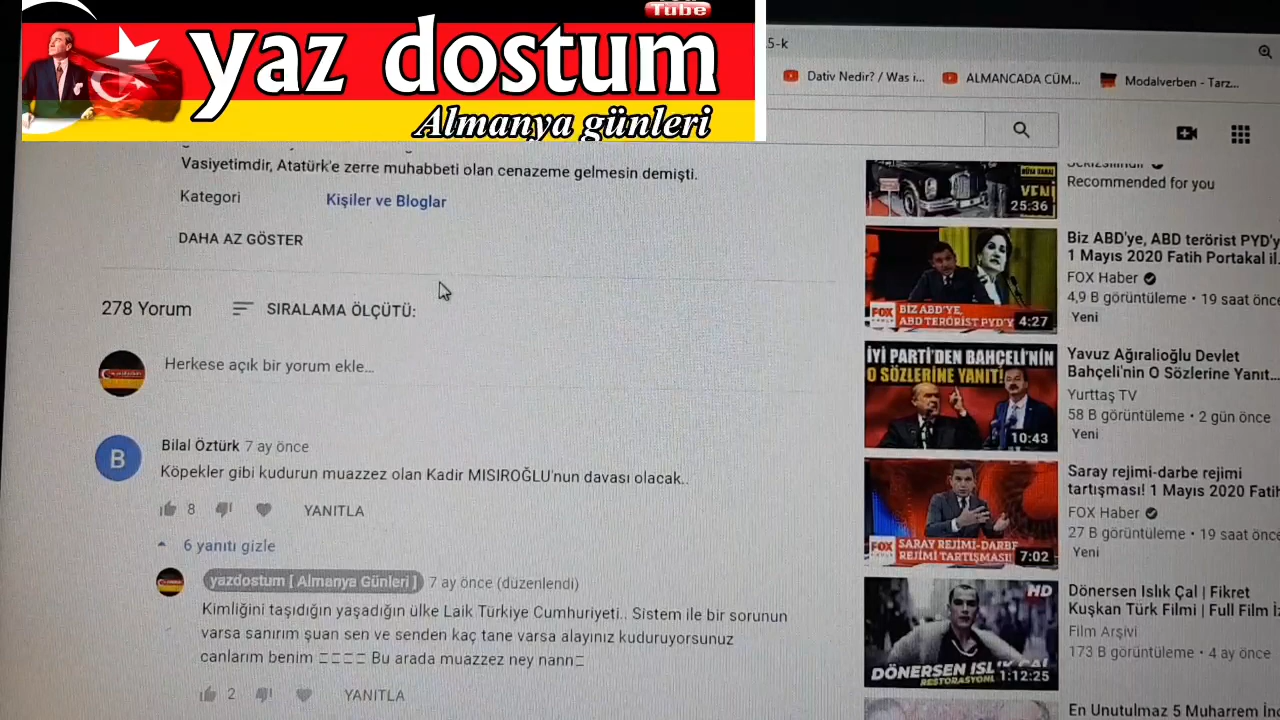 Tube
yaz dostum
Almanya günleri
5-k
Dativ Nedir? / Was i...
ALMANCADA CÜM...
Modalverben - Tarz...
Vasiyetimdir, Atatürk'e zerre muhabbeti olan cenazeme gelmesin demişti.
Kategori
Kişiler ve Bloglar
DAHA AZ GÖSTER
278 Yorum
SIRALAMA ÖLÇÜTÜ:
Herkese açık bir yorum ekle...
B
Bilal Öztürk 7 ay önce
Köpekler gibi kudurun muazzez olan Kadir MISIROĞLU'nun davası olacak..
8
YANITLA
6 yanıtı gizle
yazdostum [ Almanya Günleri ] 7 ay önce (düzenlendi)
Kimliğini taşıdığın yaşadığın ülke Laik Türkiye Cumhuriyeti.. Sistem ile bir sorunun
varsa sanırım şuan sen ve senden kaç tane varsa alayınız kuduruyorsunuz
canlarım benim Bu arada muazzez ney nann
2
YANITLA
YENİ
25:36
Recommended for you
BIZ ABD'YE,
ABD TERÖRIST PYD'Y
FOX
4:27
Biz ABD'ye, ABD terörist PYD'y
1 Mayıs 2020 Fatih Portakal il.
FOX Haber
4,9 B görüntüleme • 19 saat önce
Yeni
İYİ PARTİ'DEN BAHÇELİ'NİN
O SÖZLERİNE YANIT!
10:43
Yavuz Ağıralioğlu Devlet
Bahçeli'nin O Sözlerine Yanıt...
Yurttaş TV
58 B görüntüleme • 2 gün önce
Yeni
FOX
SARAY REJIMI-DARBE
REJIMI TARTIŞMASI!
7:02
Saray rejimi-darbe rejimi
tartışması! 1 Mayıs 2020 Fatih
FOX Haber
27 B görüntüleme • 19 saat önce
Yeni
HD
DÖNERSEN ISLIK ÇAL
RESTORASYONL
1:12:25
Dönersen Islık Çal | Fikret
Kuşkan Türk Filmi | Full Film İz
Film Arşivi
173 B görüntüleme • 4 ay önce
En Unutulmaz 5 Muharrem İnc